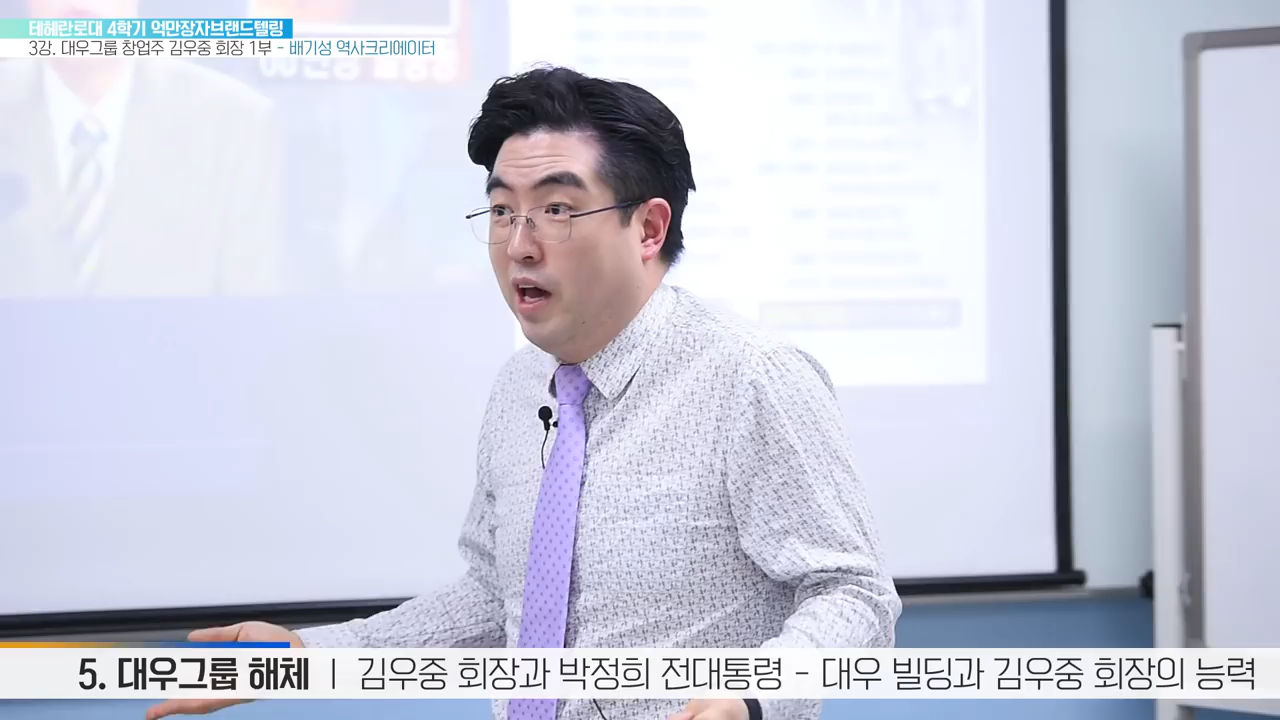 테헤란로대 4학기 억만장자브랜드텔링
3강. 대우그룹 창업주 김우중 회장 1부 - 배기성 역사크리에이터
5. 대우그룹 해체 | 김우중 회장과 박정희 전대통령 - 대우 빌딩과 김우중 회장의 능력